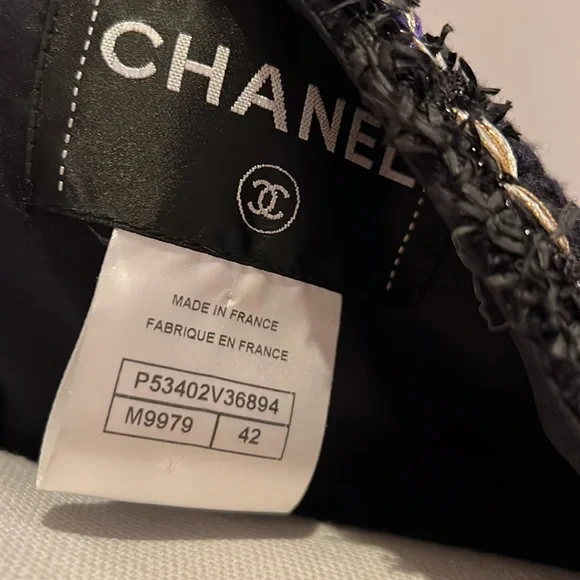 CHANEL
MADE IN FRANCE
FABRIQUE EN FRANCE
P53402V36894
M9979 42